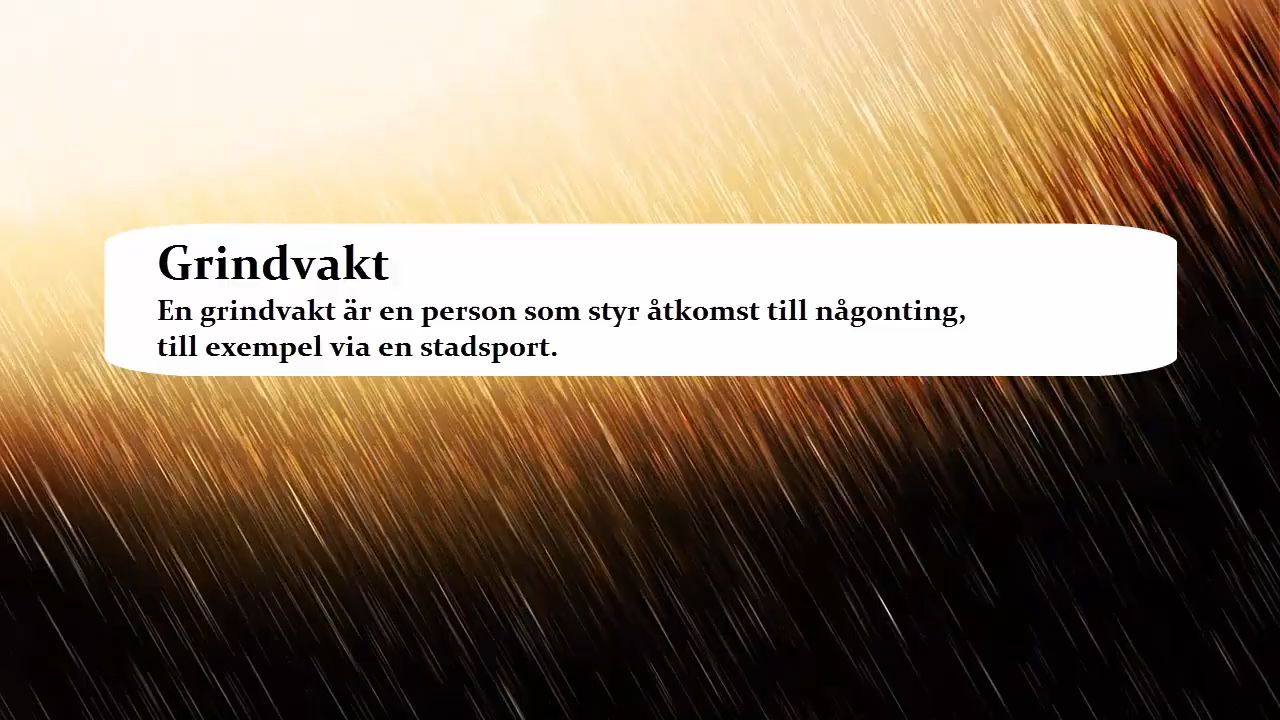 Grindvakt
En grindvakt är en person som styr åtkomst till någonting,
till exempel via en stadsport.